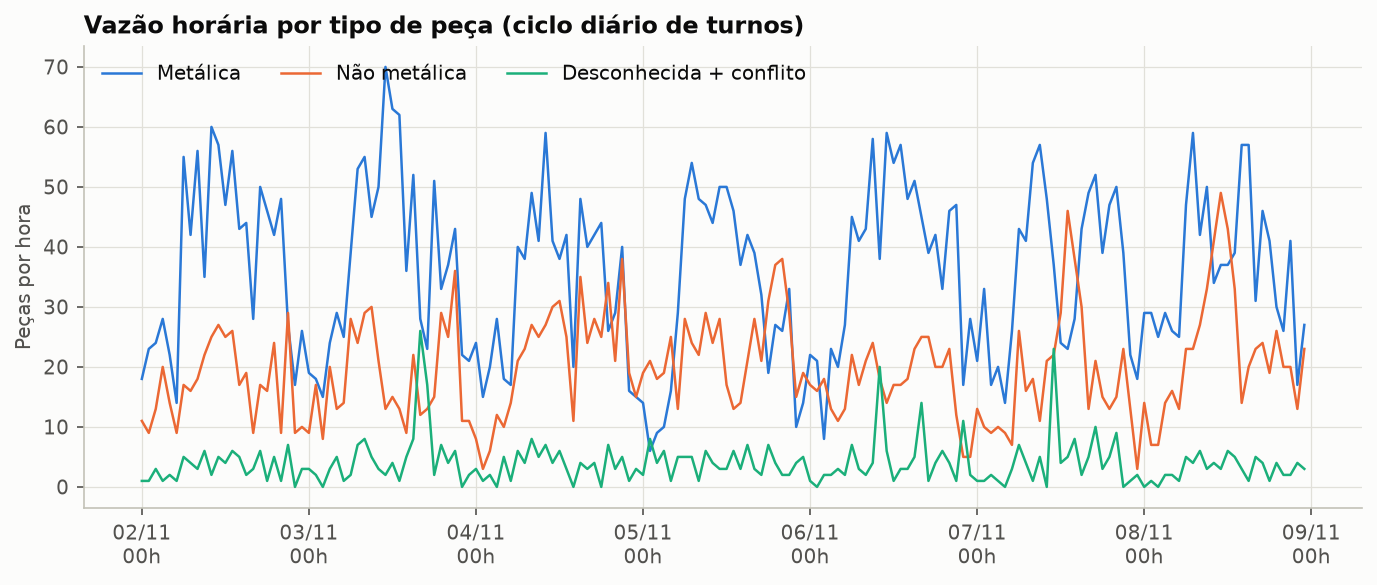 Vazão horária por tipo de peça (ciclo diário de turnos)
Metálica
Não metálica
Desconhecida + conflito
Peças por hora
70
60
50
40
30
20
10
0
02/11
00h
03/11
00h
04/11
00h
05/11
00h
06/11
00h
07/11
00h
08/11
00h
09/11
00h